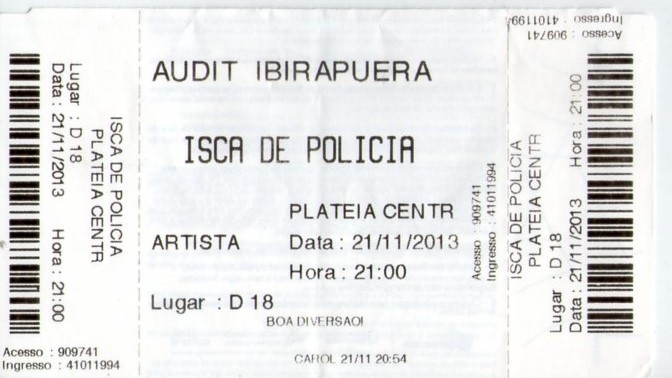 Lugar : D 18
Data : 21/11/2013 Hora : 21:00
ISCA DE POLICIA
PLATEIA CENTR
Acesso : 909741
Ingresso : 41011994
AUDIT IBIRAPUERA
ISCA DE POLICIA
PLATEIA CENTR
ARTISTA Data : 21/11/2013
Hora : 21:00
Lugar : D 18
BOA DIVERSAO!
CAROL 21/11 20:54
Acesso : 909741
Ingresso : 41011994
ISCA DE POLICIA
PLATEIA CENTR
Lugar : D 18
Data : 21/11/2013 Hora : 21:00
Acesso : 909741
Ingresso : 41011994